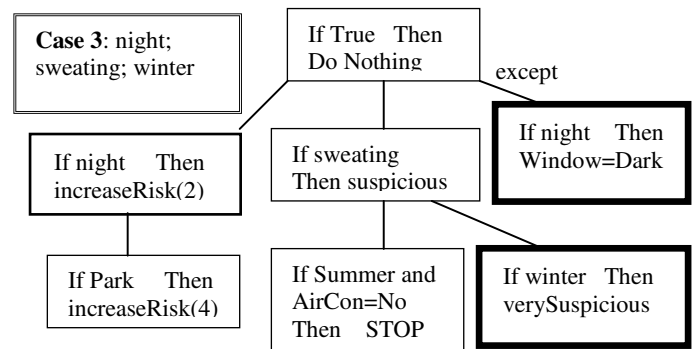 Case 3: night;
sweating; winter
If True Then
Do Nothing
except
If night Then
increaseRisk(2)
If sweating
Then suspicious
If night Then
Window=Dark
If Park Then
increaseRisk(4)
If Summer and
AirCon=No
Then STOP
If winter Then
verySuspicious